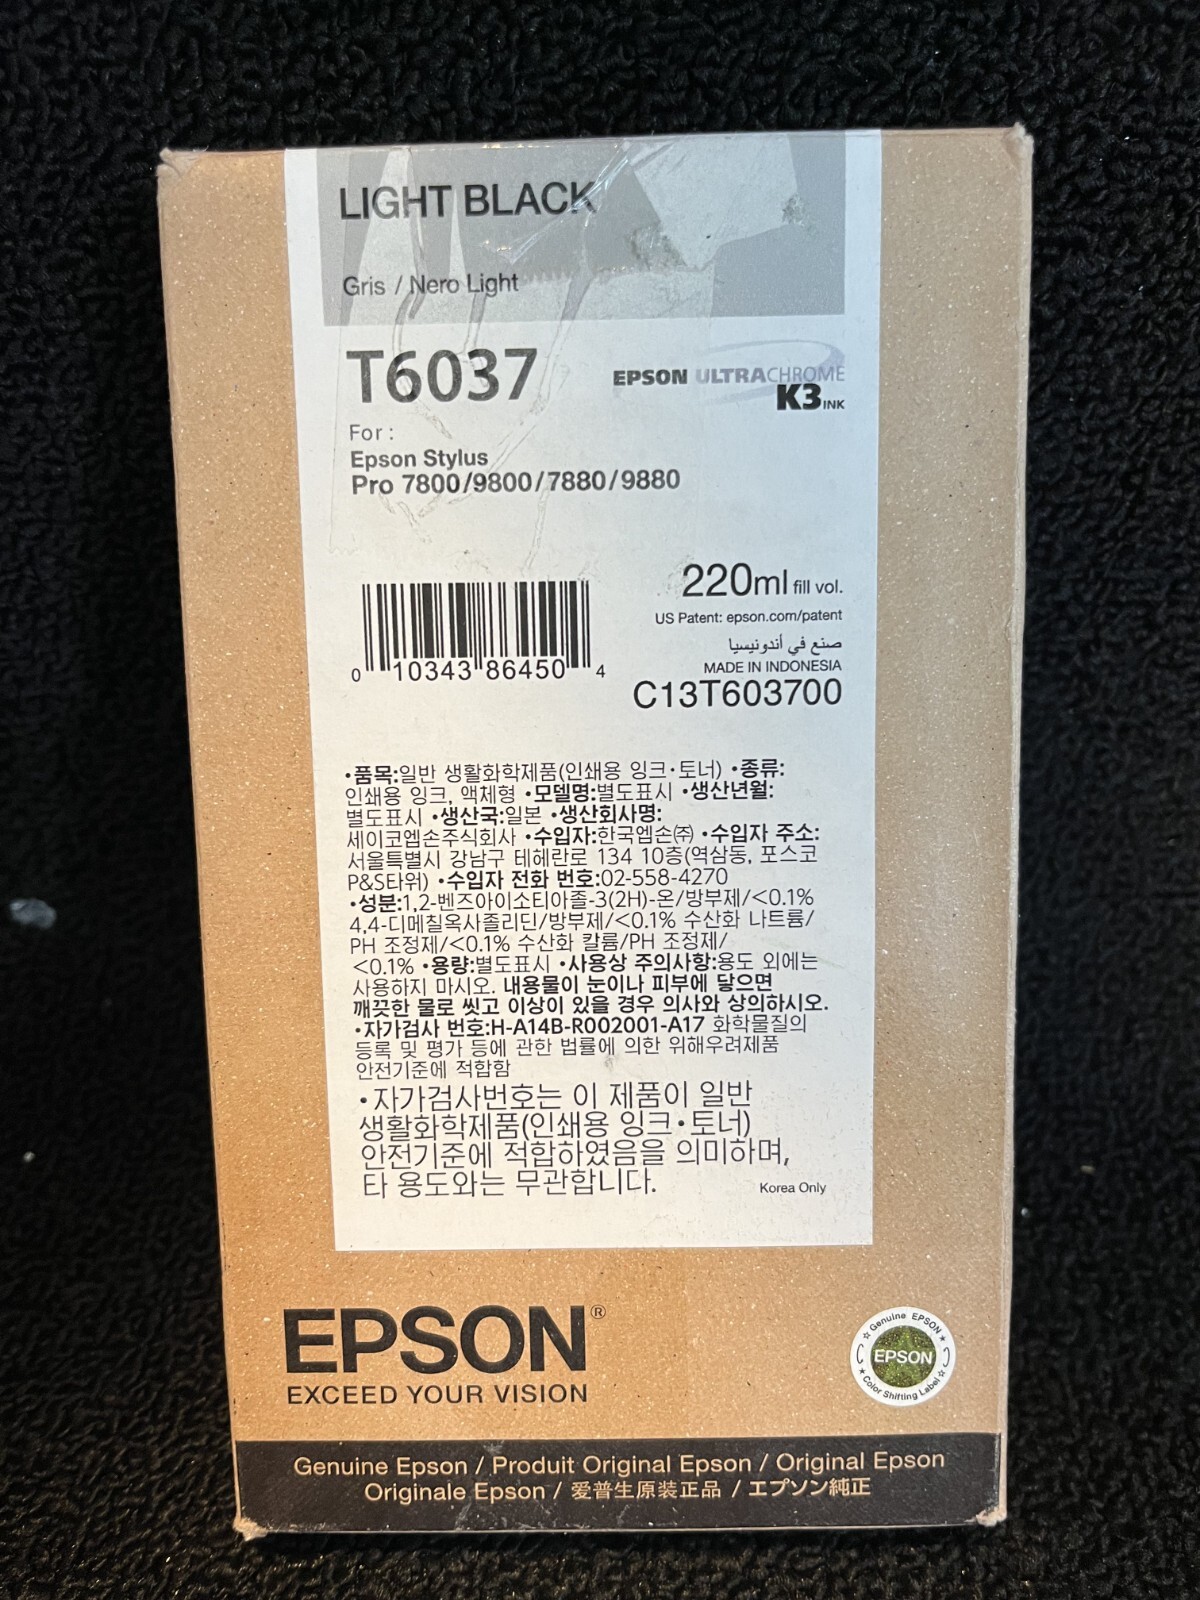 LIGHT BLACK
Gris / Nero Light
T6037
EPSON ULTRACHROME
K3 INK
For :
Epson Stylus
Pro 7800/9800/7880/9880
220ml fill vol.
US Patent: epson.com/patent
صنع في أندونيسيا
MADE IN INDONESIA
C13T603700
0 10343 86450 4
•품목:일반 생활화학제품(인쇄용 잉크·토너) •종류:
인쇄용 잉크, 액체형 •모델명:별도표시 •생산년월:
별도표시 •생산국:일본 •생산회사명:
세이코엡손주식회사 •수입자:한국엡손㈜ •수입자 주소:
서울특별시 강남구 테헤란로 134 10층(역삼동, 포스코
P&S타워) •수입자 전화 번호:02-558-4270
•성분:1,2-벤즈아이소티아졸-3(2H)-온/방부제/<0.1%
4,4-디메칠옥사졸리딘/방부제/<0.1% 수산화 나트륨/
PH 조정제/<0.1% 수산화 칼륨/PH 조정제/
<0.1% •용량:별도표시 •사용상 주의사항:용도 외에는
사용하지 마시오. 내용물이 눈이나 피부에 닿으면
깨끗한 물로 씻고 이상이 있을 경우 의사와 상의하시오.
•자가검사 번호:H-A14B-R002001-A17 화학물질의
등록 및 평가 등에 관한 법률에 의한 위해우려제품
안전기준에 적합함
•자가검사번호는 이 제품이 일반
생활화학제품(인쇄용 잉크·토너)
안전기준에 적합하였음을 의미하며,
타 용도와는 무관합니다.
Korea Only
EPSON®
EXCEED YOUR VISION
Genuine EPSON
EPSON
Color Shifting Label
Genuine Epson / Produit Original Epson / Original Epson
Originale Epson / 爱普生原装正品 / エプソン純正